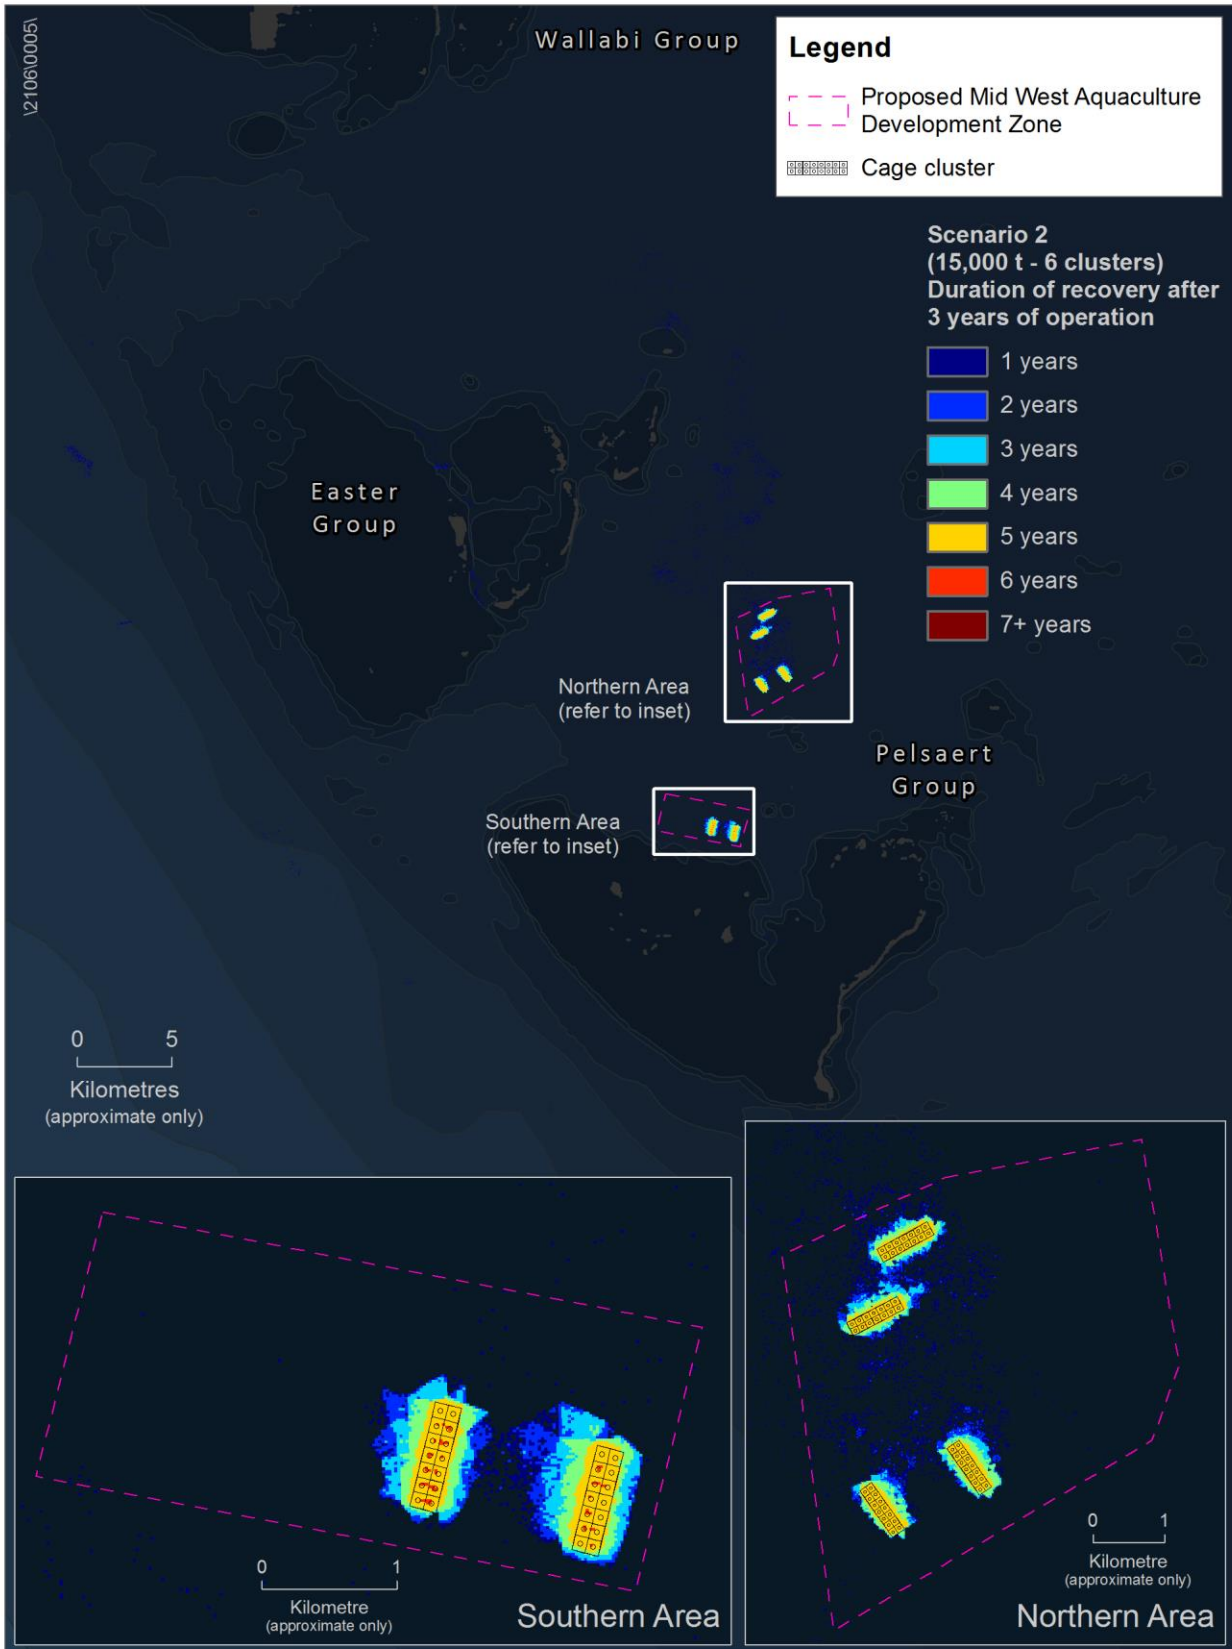 \2106\0005\
Wallabi Group
Legend
Proposed Mid West Aquaculture
Development Zone
Cage cluster
Scenario 2
(15,000 t - 6 clusters)
Duration of recovery after
3 years of operation
1 years
2 years
3 years
4 years
5 years
6 years
7+ years
Easter
Group
Northern Area
(refer to inset)
Pelsaert
Group
Southern Area
(refer to inset)
0 5
Kilometres
(approximate only)
0 1
Kilometre
(approximate only)
Southern Area
0 1
Kilometre
(approximate only)
Northern Area